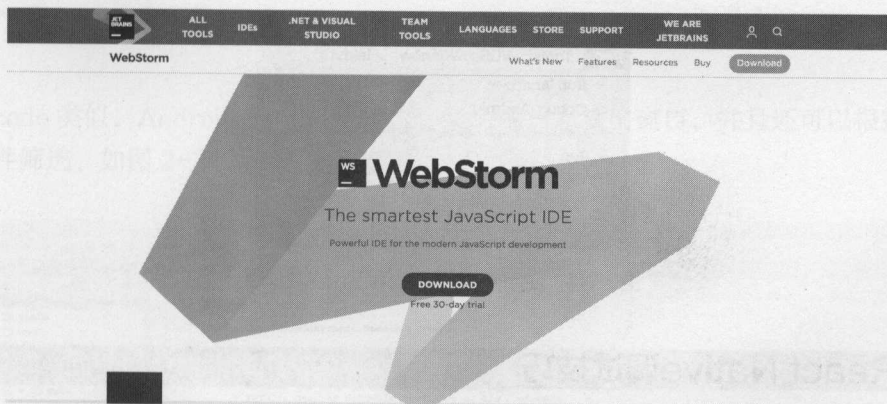 JET
BRAINS
ALL
TOOLS
IDEs
.NET & VISUAL
STUDIO
TEAM
TOOLS
LANGUAGES
STORE
SUPPORT
WE ARE
JETBRAINS
WebStorm
What's New
Features
Resources
Buy
Download
WS
WebStorm
The smartest JavaScript IDE
Powerful IDE for the modern JavaScript development
DOWNLOAD
Free 30-day trial